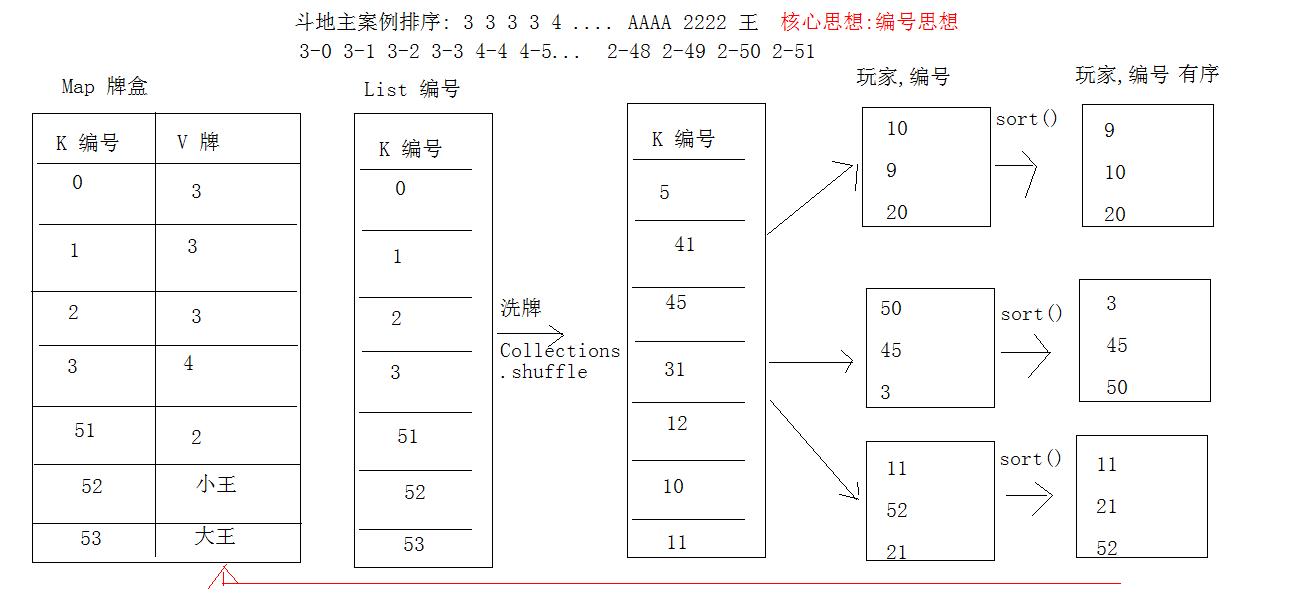 斗地主案例排序: 3 3 3 3 4 .... AAAA 2222 王 核心思想:编号思想
3-0 3-1 3-2 3-3 4-4 4-5... 2-48 2-49 2-50 2-51
Map 牌盒
K 编号 V 牌
0 3
1 3
2 3
3 4
51 2
52 小王
53 大王
List 编号
K 编号
0
1
2
3
51
52
53
洗牌
Collections
.shuffle
K 编号
5
41
45
31
12
10
11
玩家,编号
10
9
20
sort()
玩家,编号 有序
9
10
20
50
45
3
sort()
3
45
50
11
52
21
sort()
11
21
52